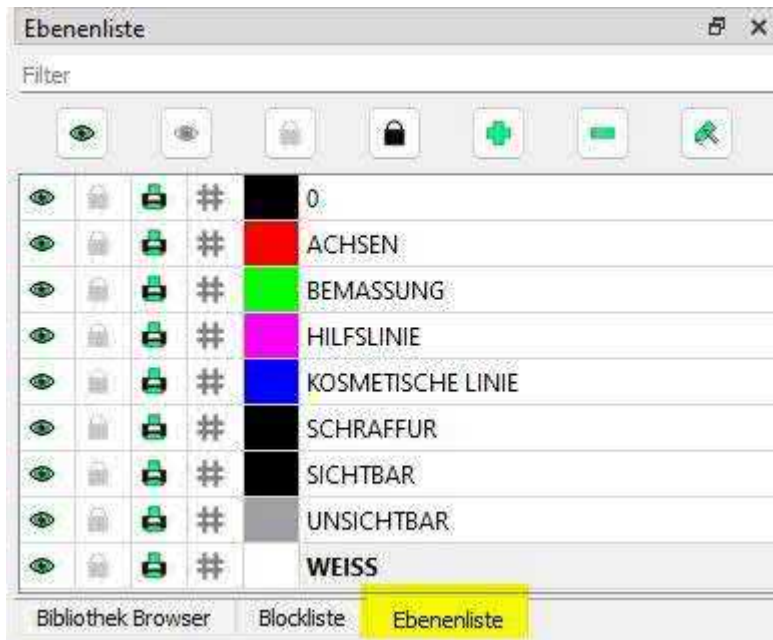 Ebenenliste
Filter
0
ACHSEN
BEMASSUNG
HILFSLINIE
KOSMETISCHE LINIE
SCHRAFFUR
SICHTBAR
UNSICHTBAR
WEISS
Bibliothek Browser Blockliste Ebenenliste